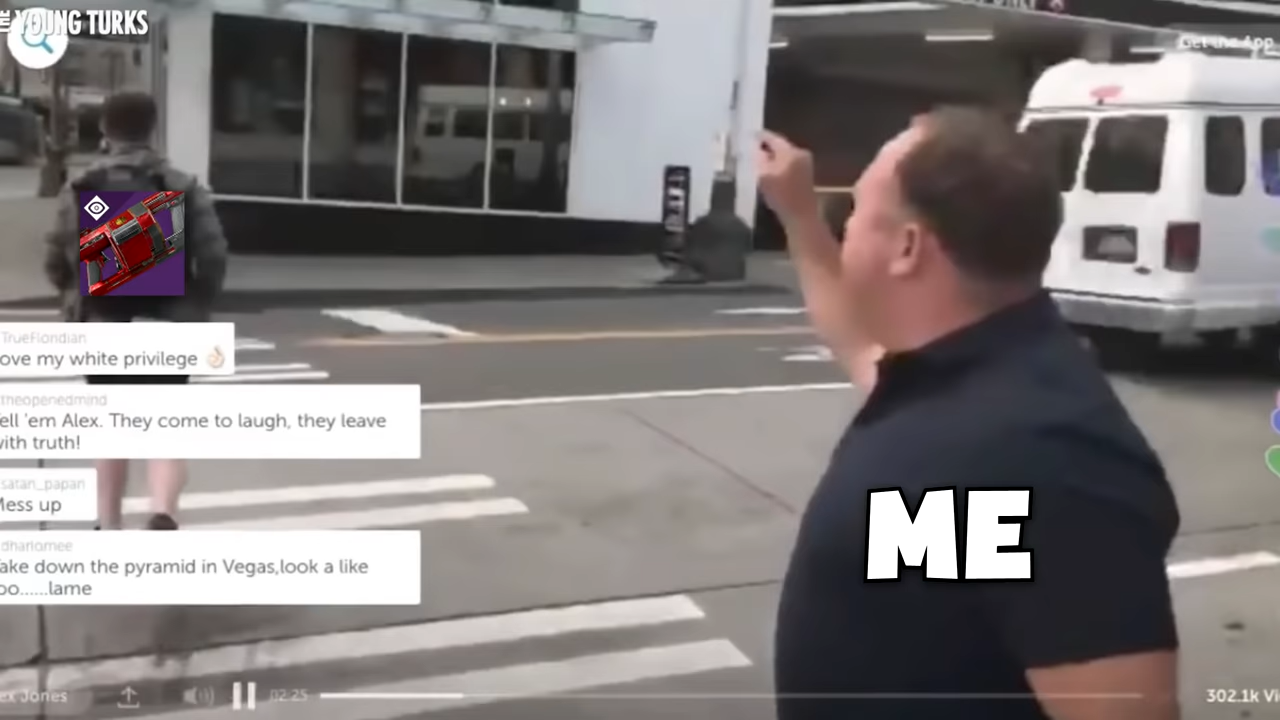 THE YOUNG TURKS
Get the App
TrueFloridian
ove my white privilege 👌🏻
theopenedmind
ell 'em Alex. They come to laugh, they leave
with truth!
satan_papan
Mess up
dharlomee
ake down the pyramid in Vegas,look a like
oo......lame
ME
ex Jones
02:25
302.1k Vi